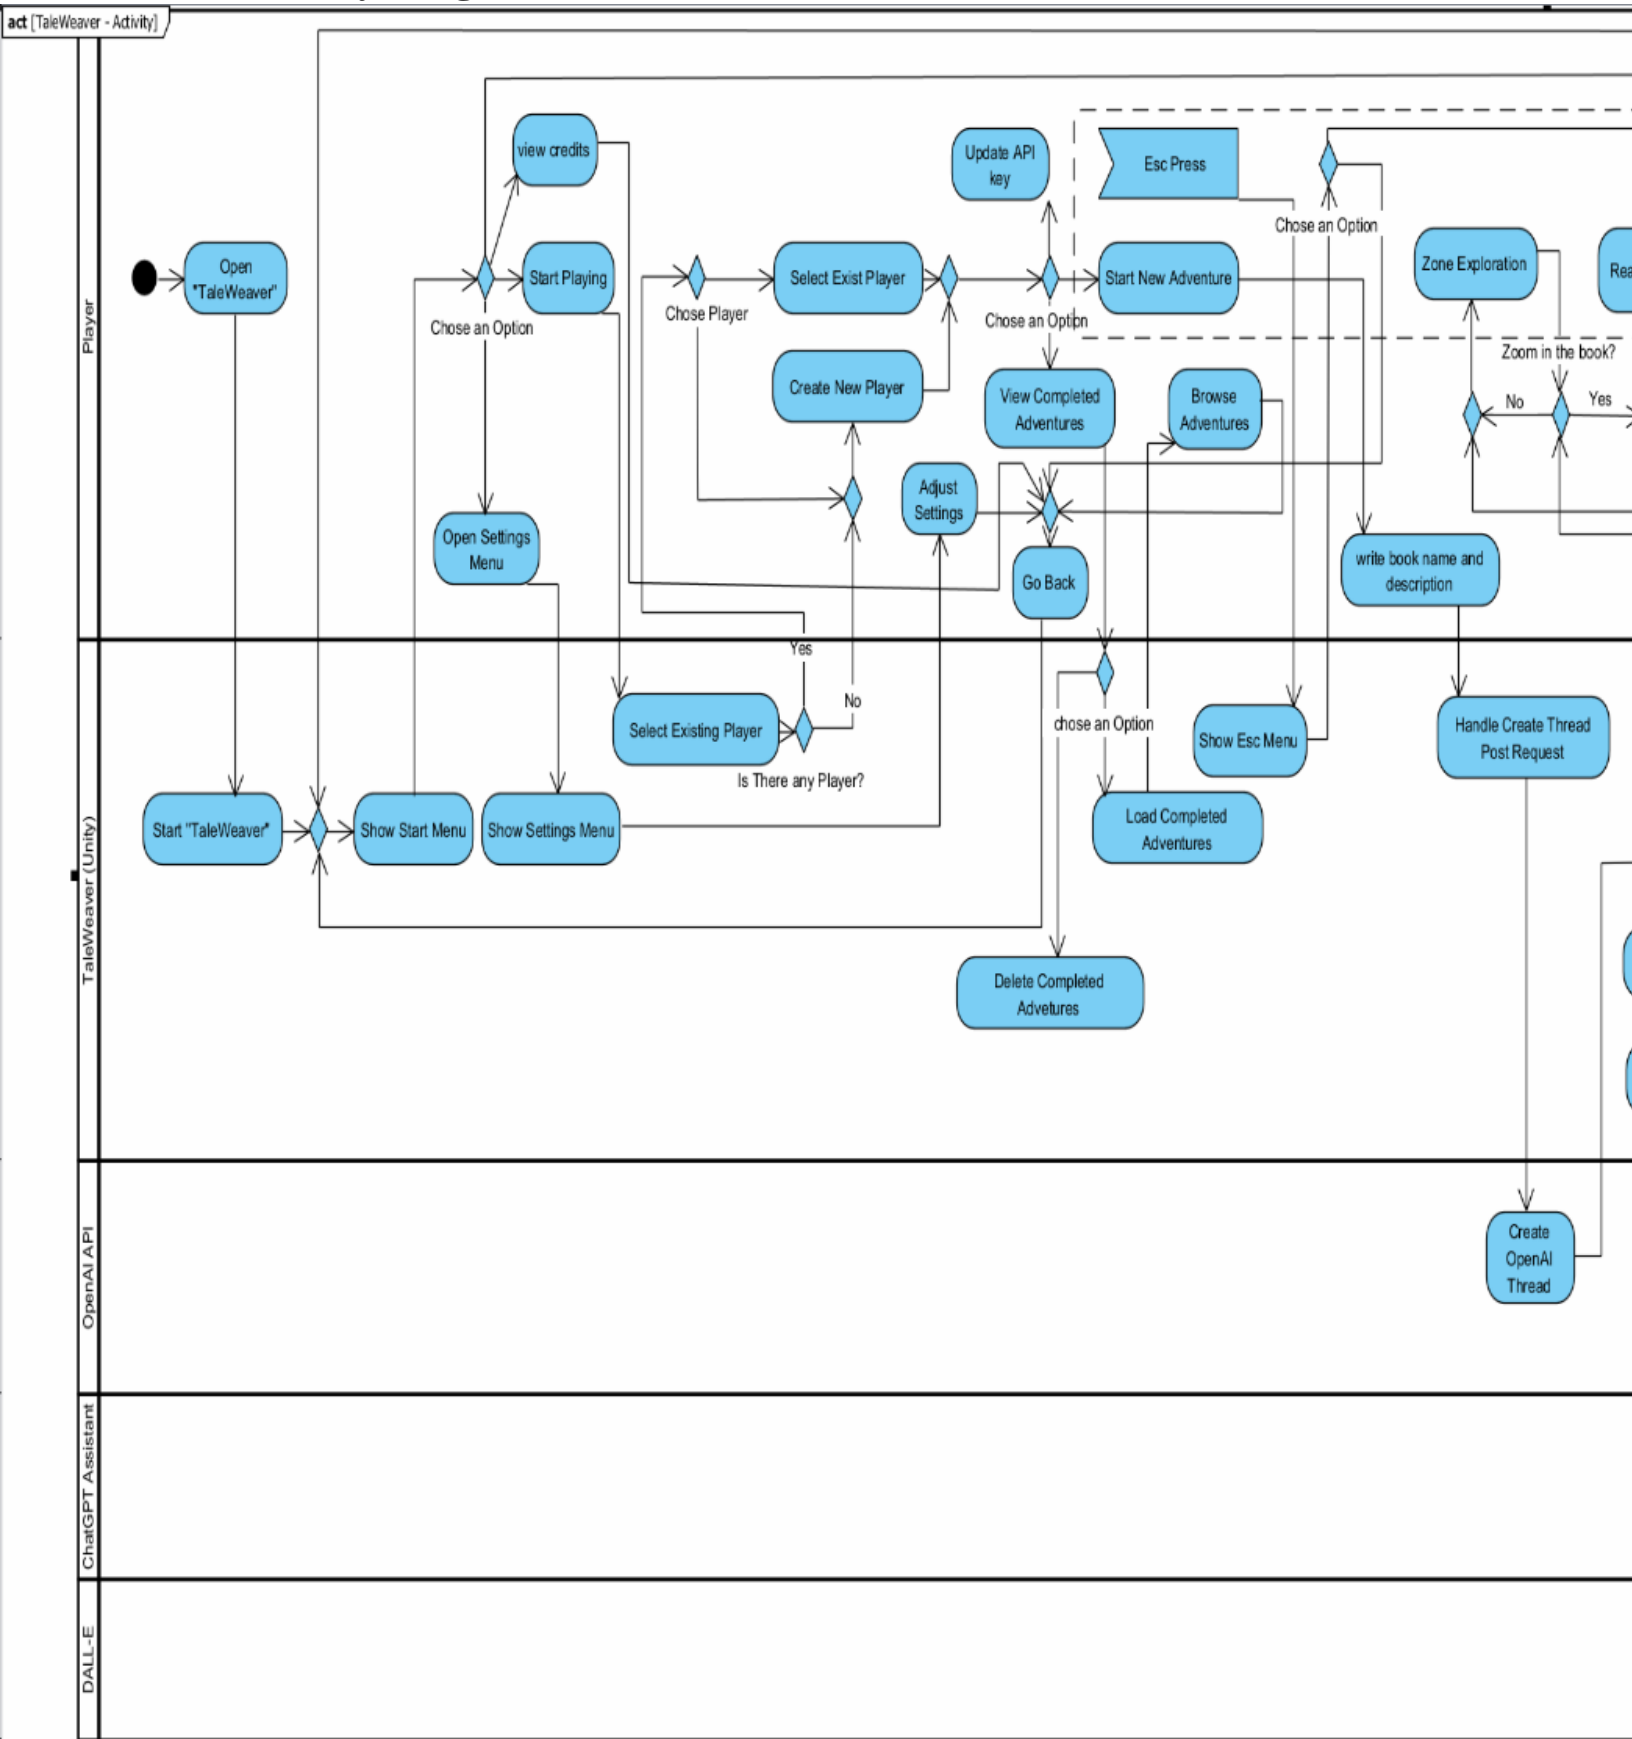 act [TaleWeaver - Activity]
Player
view credits
Update API
key
Esc Press
Chose an Option
Open
"TaleWeaver"
Start Playing
Chose an Option
Chose Player
Select Exist Player
Chose an Option
Start New Adventure
Zone Exploration
Rea
Zoom in the book?
No
Yes
Create New Player
View Completed
Adventures
Browse
Adventures
Adjust
Settings
Open Settings
Menu
Go Back
write book name and
description
TaleWeaver (Unity)
Yes
No
Select Existing Player
Is There any Player?
chose an Option
Show Esc Menu
Handle Create Thread
Post Request
Start "TaleWeaver"
Show Start Menu
Show Settings Menu
Load Completed
Adventures
Delete Completed
Advetures
OpenAI API
Create
OpenAI
Thread
ChatGPT Assistant
DALL-E